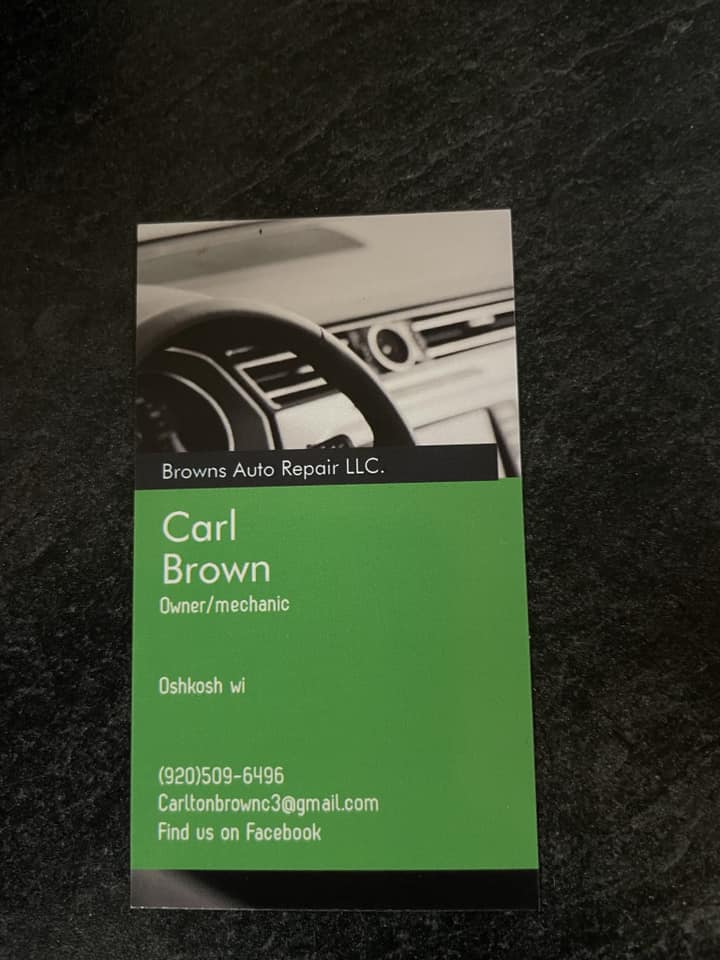 Browns Auto Repair LLC.
Carl
Brown
Owner/mechanic
Oshkosh wi
(920)509-6496
Carltonbrownc3@gmail.com
Find us on Facebook